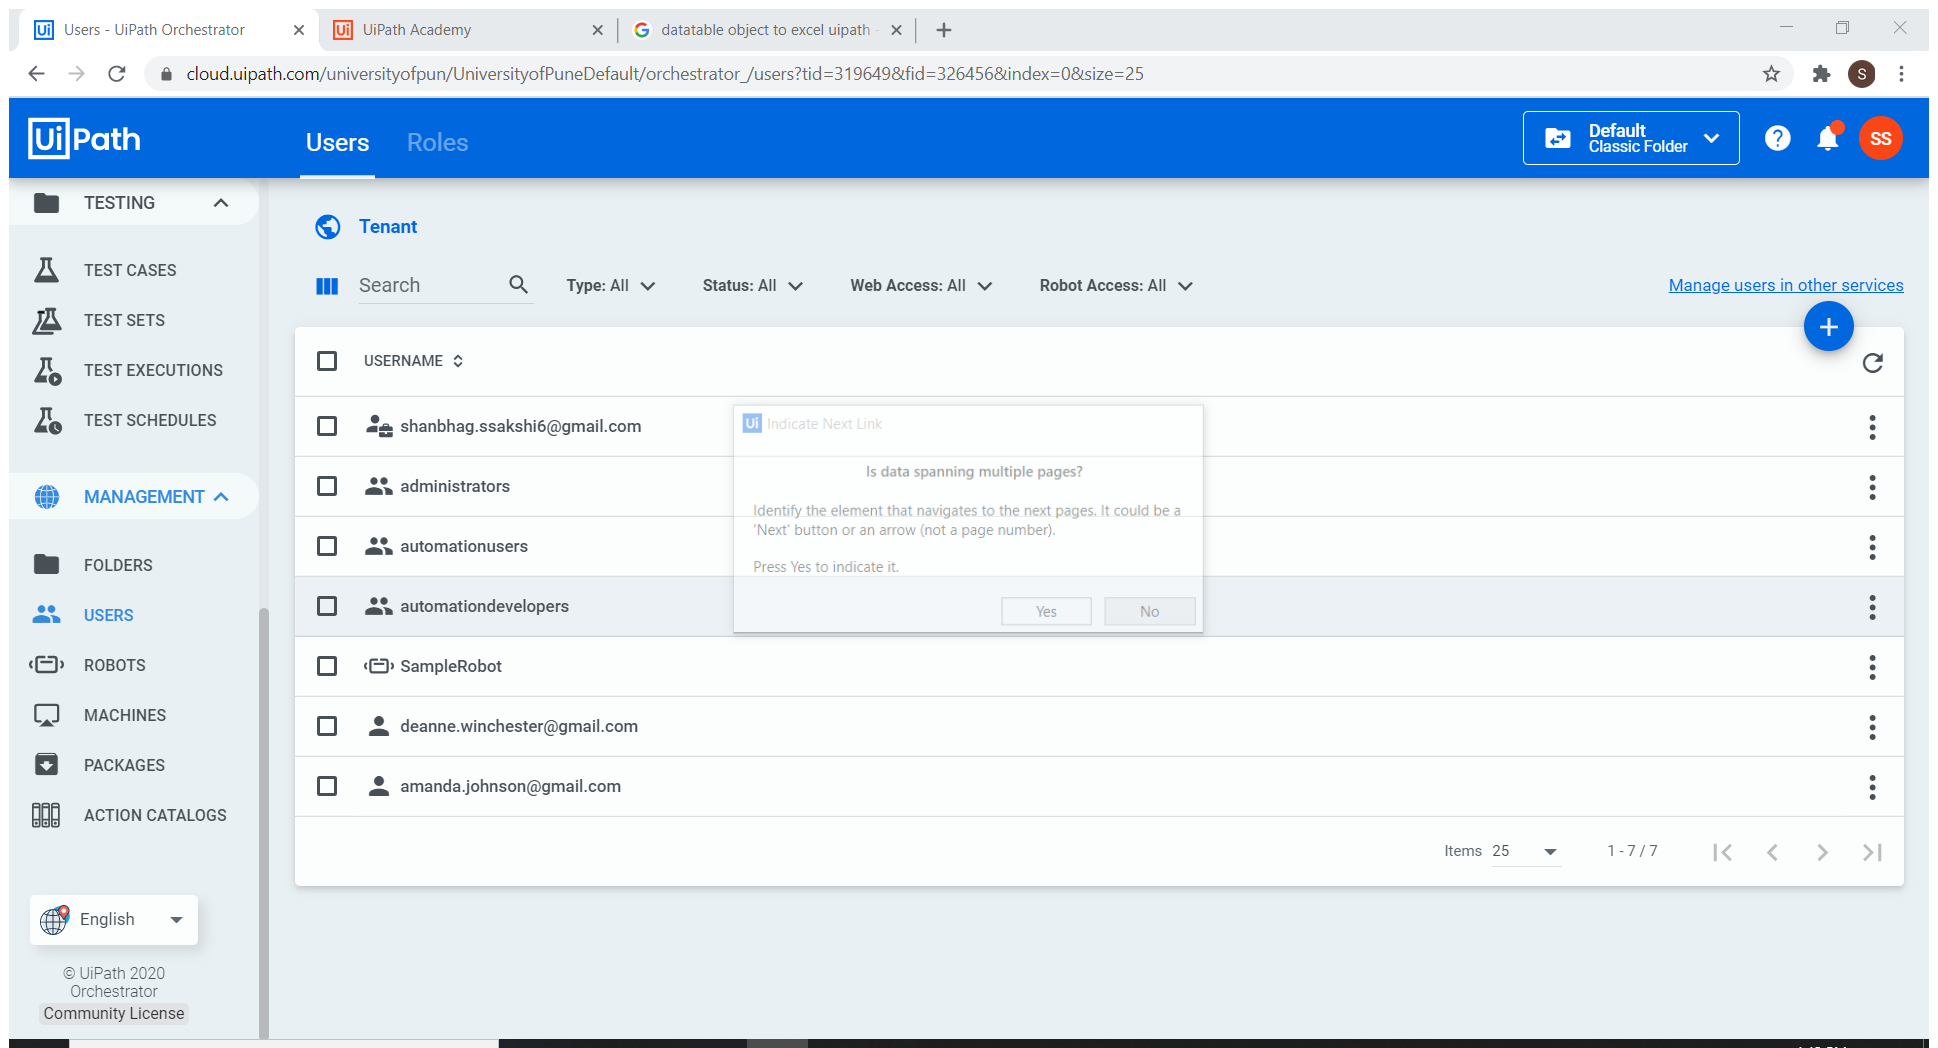 Users - UiPath Orchestrator
UiPath Academy
datatable object to excel uipath
cloud.uipath.com/universityofpun/UniversityofPuneDefault/orchestrator_/users?tid=319649&fid=326456&index=0&size=25
S
UiPath
Users
Roles
Default
Classic Folder
SS
TESTING
TEST CASES
TEST SETS
TEST EXECUTIONS
TEST SCHEDULES
MANAGEMENT
FOLDERS
USERS
ROBOTS
MACHINES
PACKAGES
ACTION CATALOGS
English
© UiPath 2020
Orchestrator
Community License
Tenant
Search
Type: All
Status: All
Web Access: All
Robot Access: All
Manage users in other services
USERNAME
shanbhag.ssakshi6@gmail.com
administrators
automationusers
automationdevelopers
SampleRobot
deanne.winchester@gmail.com
amanda.johnson@gmail.com
Ui Indicate Next Link
Is data spanning multiple pages?
Identify the element that navigates to the next pages. It could be a
'Next' button or an arrow (not a page number).
Press Yes to indicate it.
Yes
No
Items 25
1 - 7 / 7